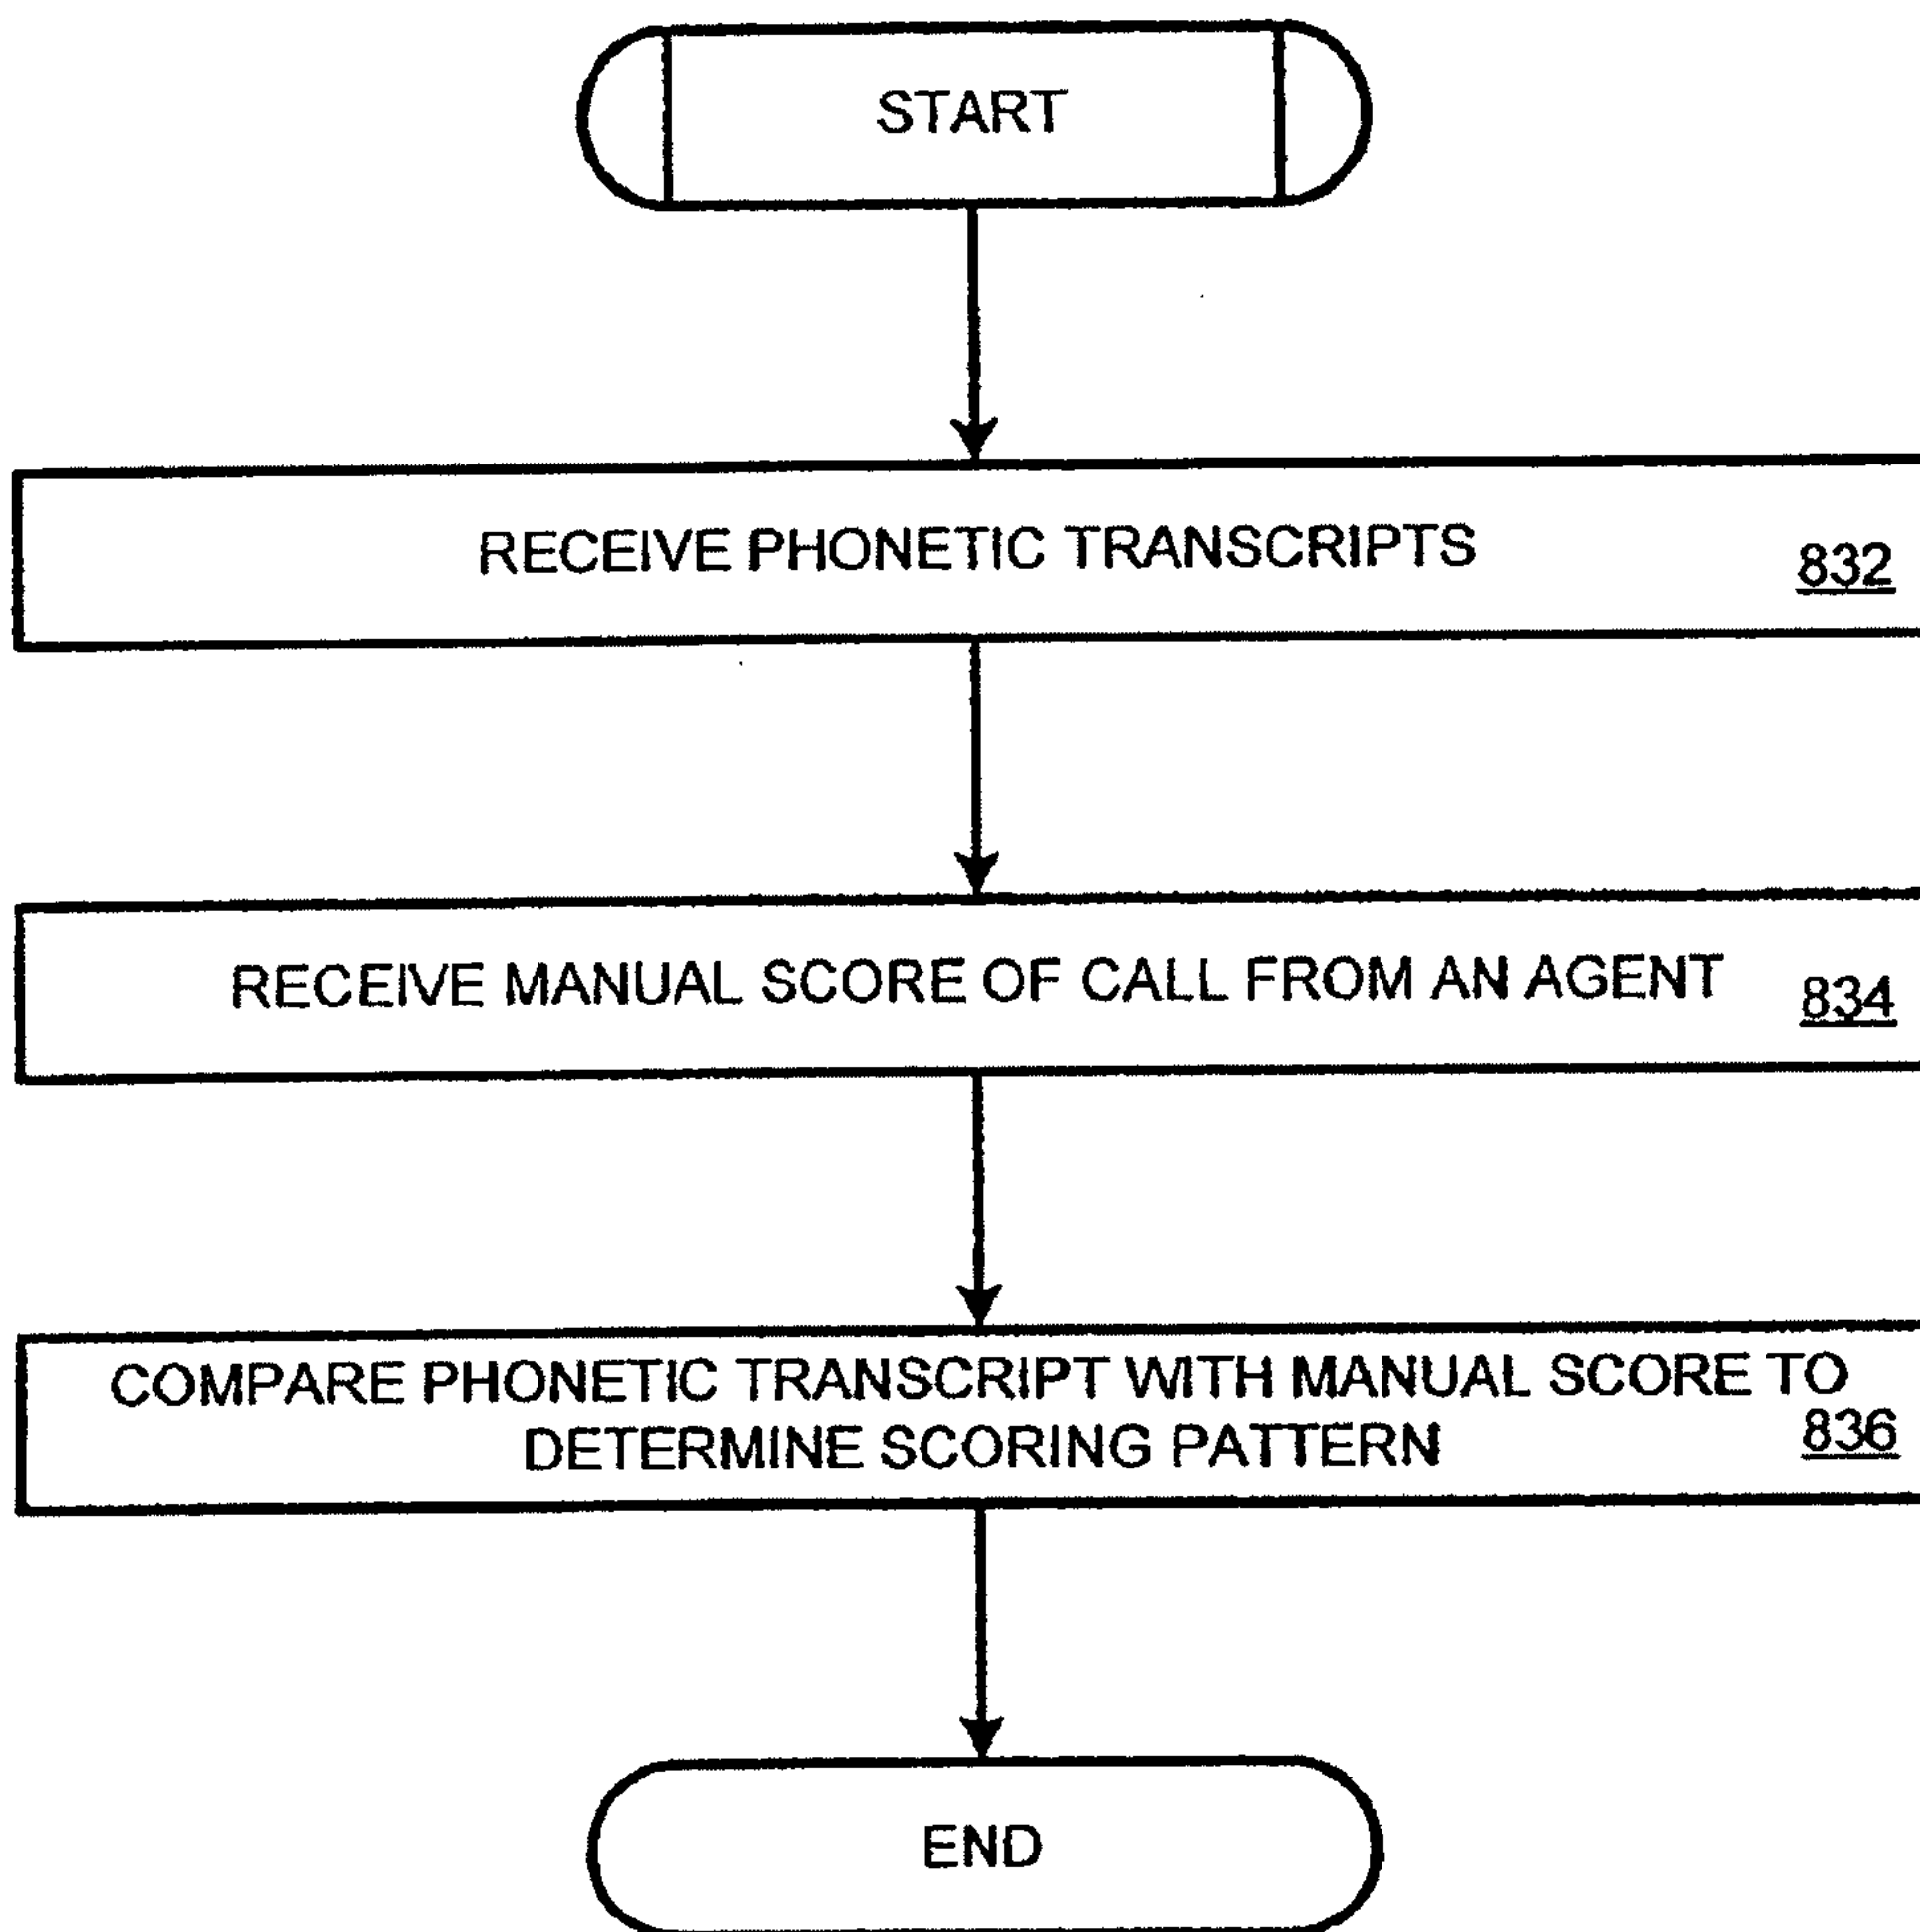 START
RECEIVE PHONETIC TRANSCRIPTS
832
RECEIVE MANUAL SCORE OF CALL FROM AN AGENT
834
COMPARE PHONETIC TRANSCRIPT WITH MANUAL SCORE TO
DETERMINE SCORING PATTERN
836
END